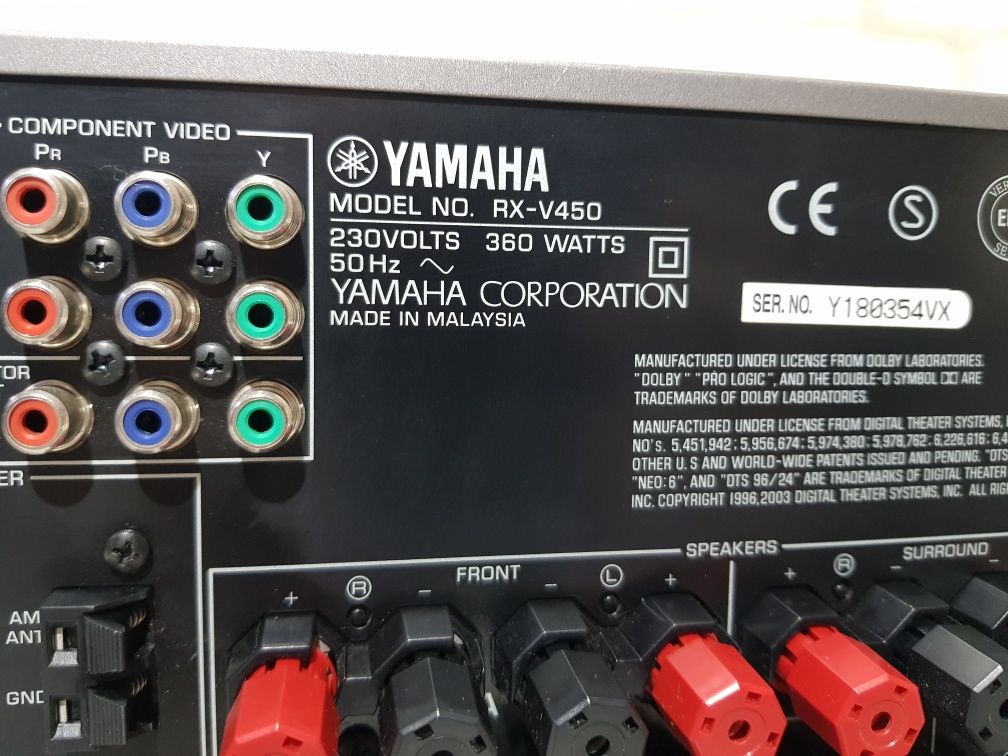 COMPONENT VIDEO
PR PB Y
YAMAHA
MODEL NO. RX-V450
230VOLTS 360 WATTS
50Hz ～
YAMAHA CORPORATION
MADE IN MALAYSIA
CE S
SER.NO. Y180354VX
MANUFACTURED UNDER LICENSE FROM DOLBY LABORATORIES.
"DOLBY" "PRO LOGIC", AND THE DOUBLE-D SYMBOL ARE
TRADEMARKS OF DOLBY LABORATORIES.
MANUFACTURED UNDER LICENSE FROM DIGITAL THEATER SYSTEMS,
NO's. 5,451,942; 5,956,674; 5,974,380; 5,978,762; 6,226,616; 6,4
OTHER U.S AND WORLD-WIDE PATENTS ISSUED AND PENDING. "DTS
"NEO:6", AND "DTS 96/24" ARE TRADEMARKS OF DIGITAL THEATER
INC. COPYRIGHT 1996,2003 DIGITAL THEATER SYSTEMS, INC. ALL RIG
TOR
ER
SPEAKERS
FRONT
SURROUND
+ R − − L +
+ R −
AM
ANT
GND